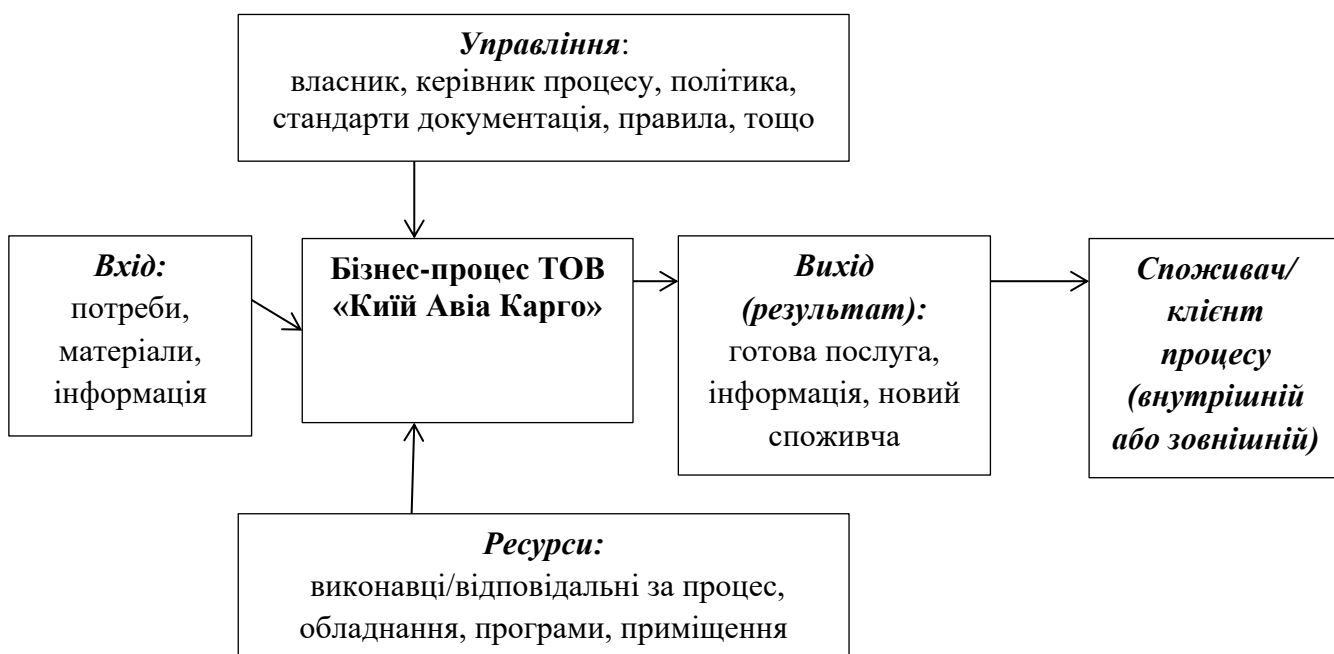 Управління:
власник, керівник процесу, політика,
стандарти документація, правила, тощо
Вхід:
потреби,
матеріали,
інформація
Бізнес-процес ТОВ
«Київй Авіа Карго»
Вихід
(результат):
готова послуга,
інформація, новий
споживча
Споживач/
клієнт
процесу
(внутрішній
або зовнішній)
Ресурси:
виконавці/відповідальні за процес,
обладнання, програми, приміщення